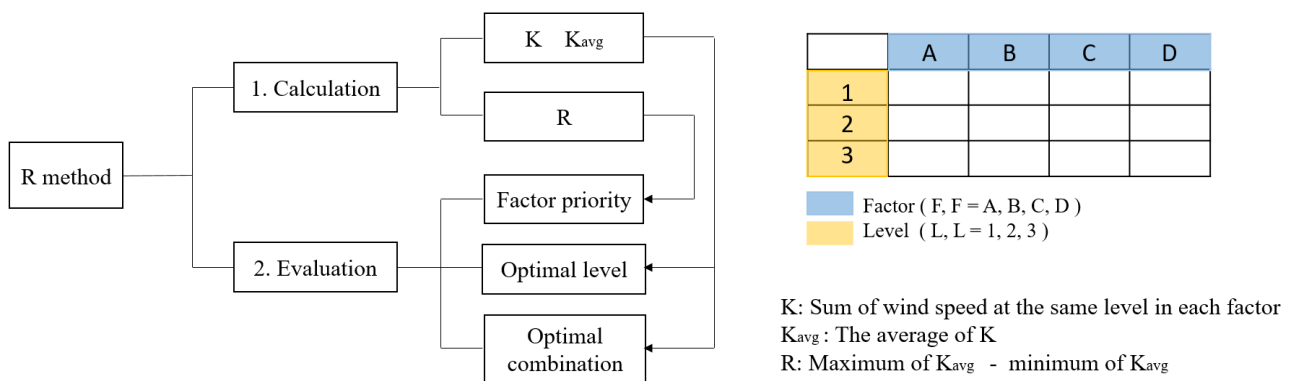 R method
1. Calculation
2. Evaluation
K Kavg
R
Factor priority
Optimal level
Optimal
combination
A B C D
1
2
3
Factor ( F, F = A, B, C, D )
Level ( L, L = 1, 2, 3 )
K: Sum of wind speed at the same level in each factor
Kavg : The average of K
R: Maximum of Kavg - minimum of Kavg